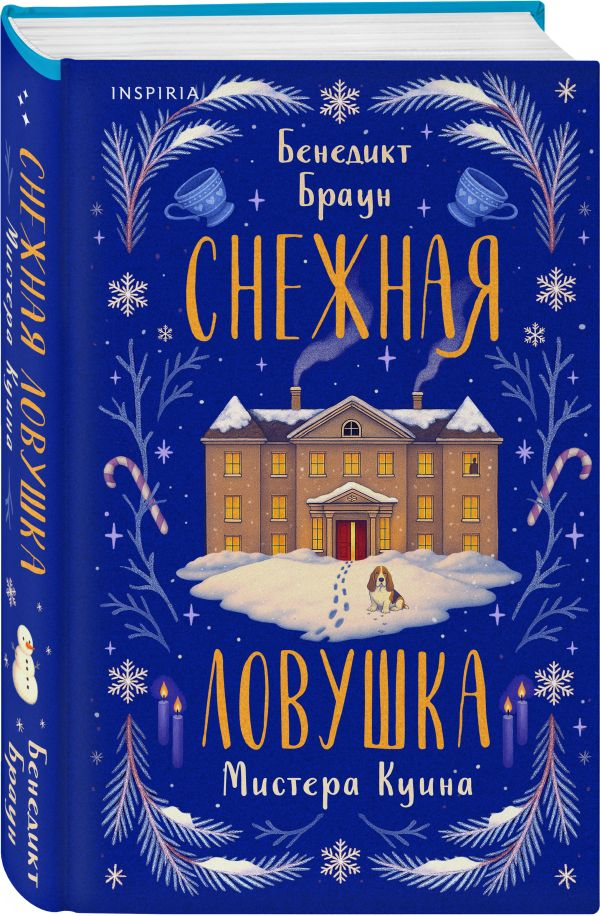 INSPIRIA
Бенедикт
Браун
СНЕЖНАЯ
ЛОВУШКА
Мистера Куина
СНЕЖНАЯ ЛОВУШКА
Мистера Куина
Бенедикт
Браун